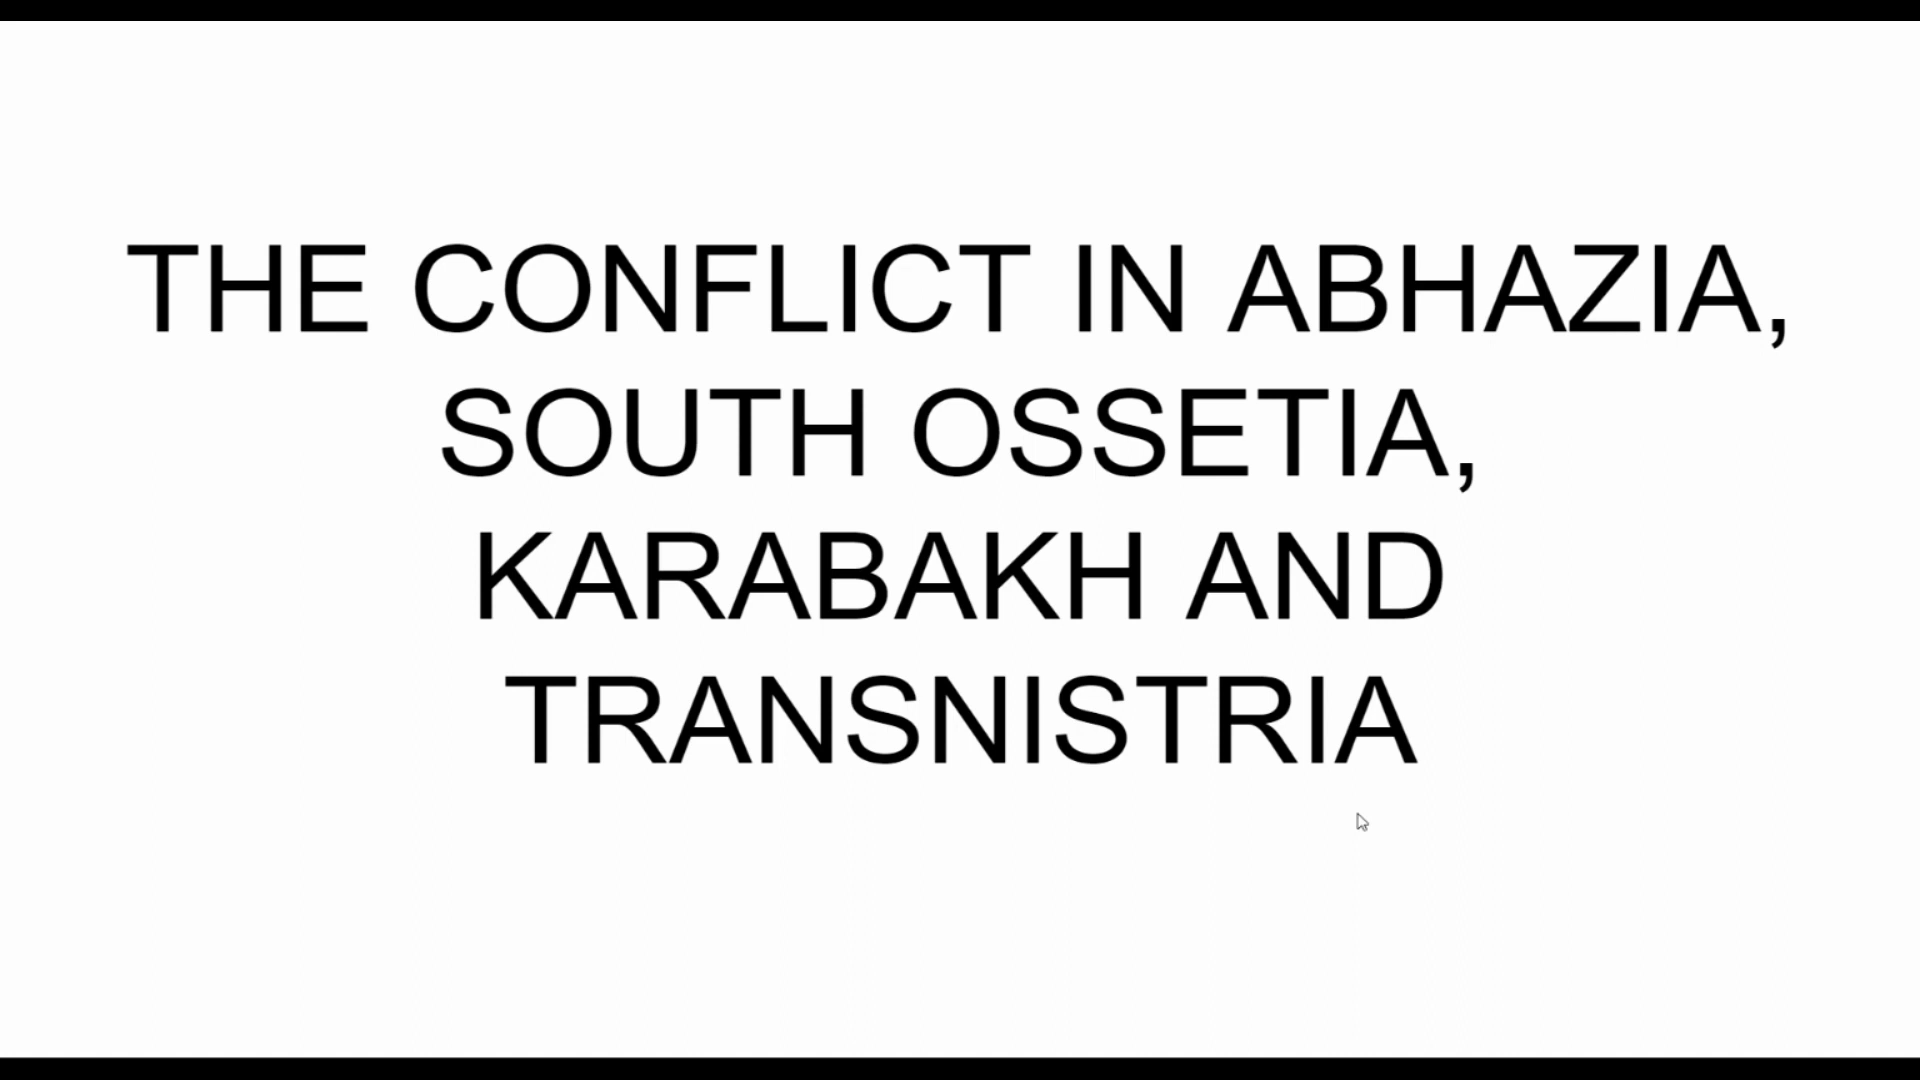 THE CONFLICT IN ABHAZIA,
SOUTH OSSETIA,
KARABAKH AND
TRANSNISTRIA